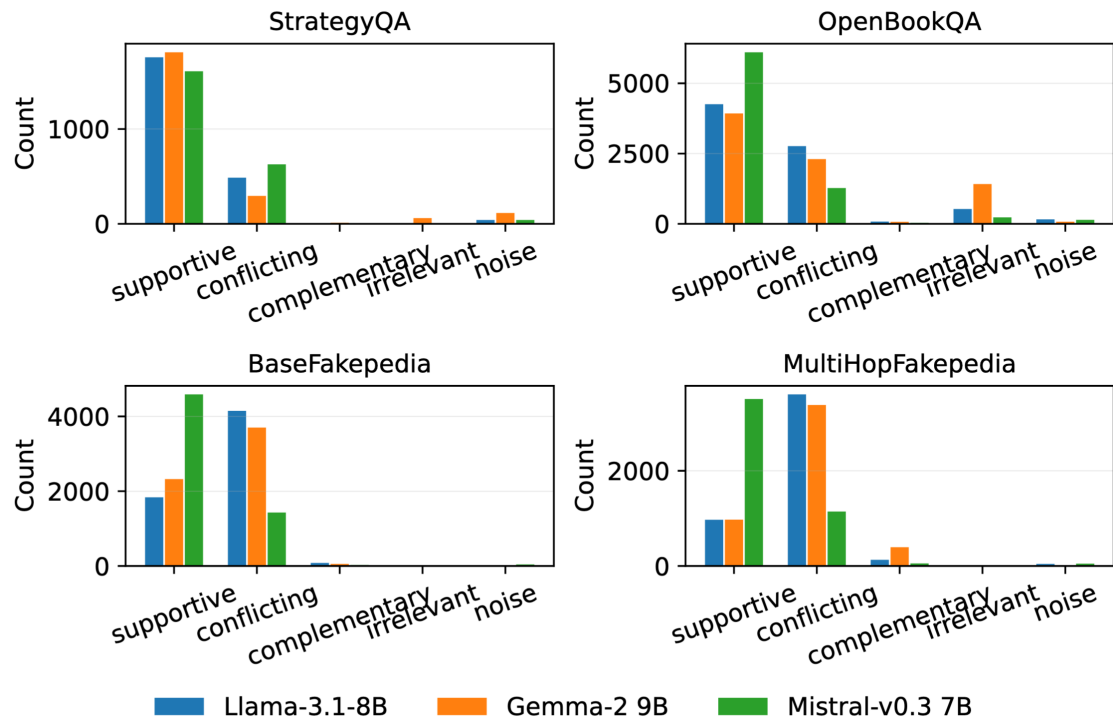 StrategyQA
Count
1000
0
supportive
conflicting
complementary
irrelevant
noise
OpenBookQA
Count
5000
2500
0
supportive
conflicting
complementary
irrelevant
noise
BaseFakepedia
Count
4000
2000
0
supportive
conflicting
complementary
irrelevant
noise
MultiHopFakepedia
Count
2000
0
supportive
conflicting
complementary
irrelevant
noise
Llama-3.1-8B
Gemma-2 9B
Mistral-v0.3 7B